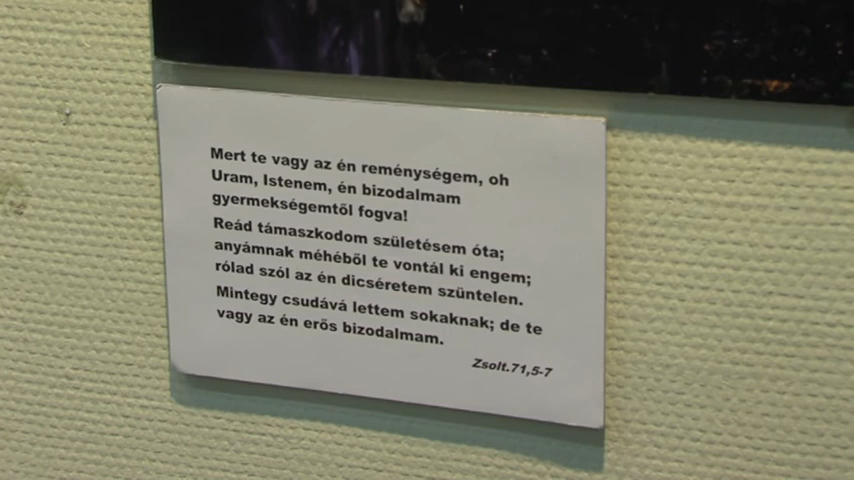 Mert te vagy az én reménységem, oh
Uram, Istenem, én bizodalmam
gyermekségemtől fogva!
Reád támaszkodom születésem óta;
anyámnak méhéből te vontál ki engem;
rólad szól az én dicséretem szüntelen.
Mintegy csudává lettem sokaknak; de te
vagy az én erős bizodalmam.
Zsolt.71,5-7